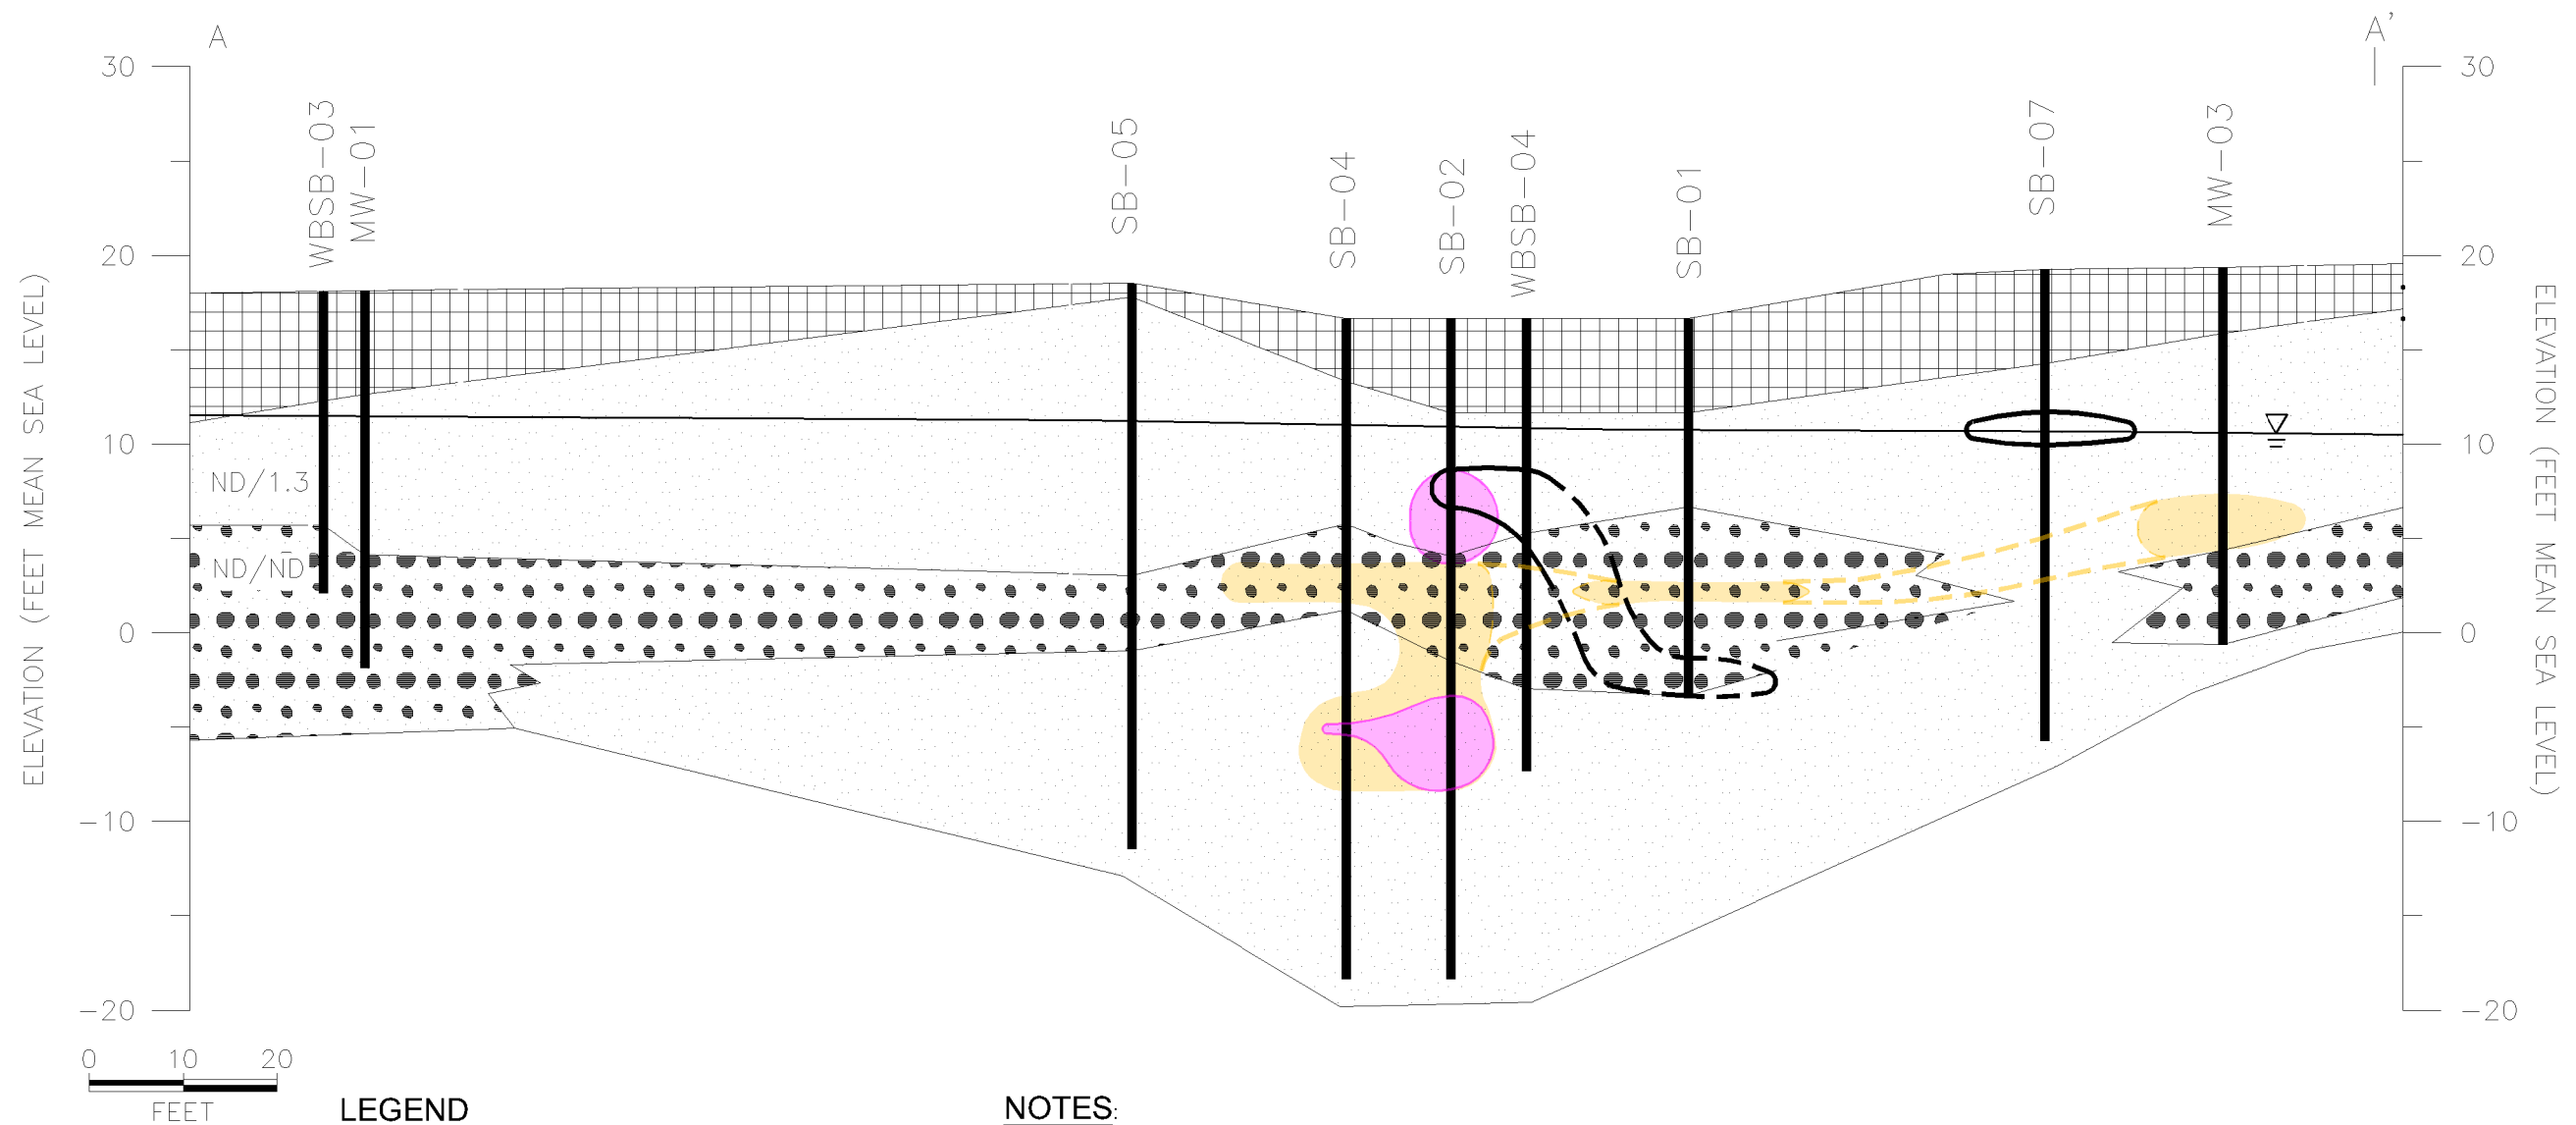 A
A'
30
20
10
0
-10
-20
ELEVATION (FEET MEAN SEA LEVEL)
WBSB-03
MW-01
SB-05
SB-04
SB-02
WBSB-04
SB-01
SB-07
MW-03
ND/1.3
ND/ND
30
20
10
0
-10
-20
ELEVATION (FEET MEAN SEA LEVEL)
0 10 20
FEET
LEGEND
NOTES: